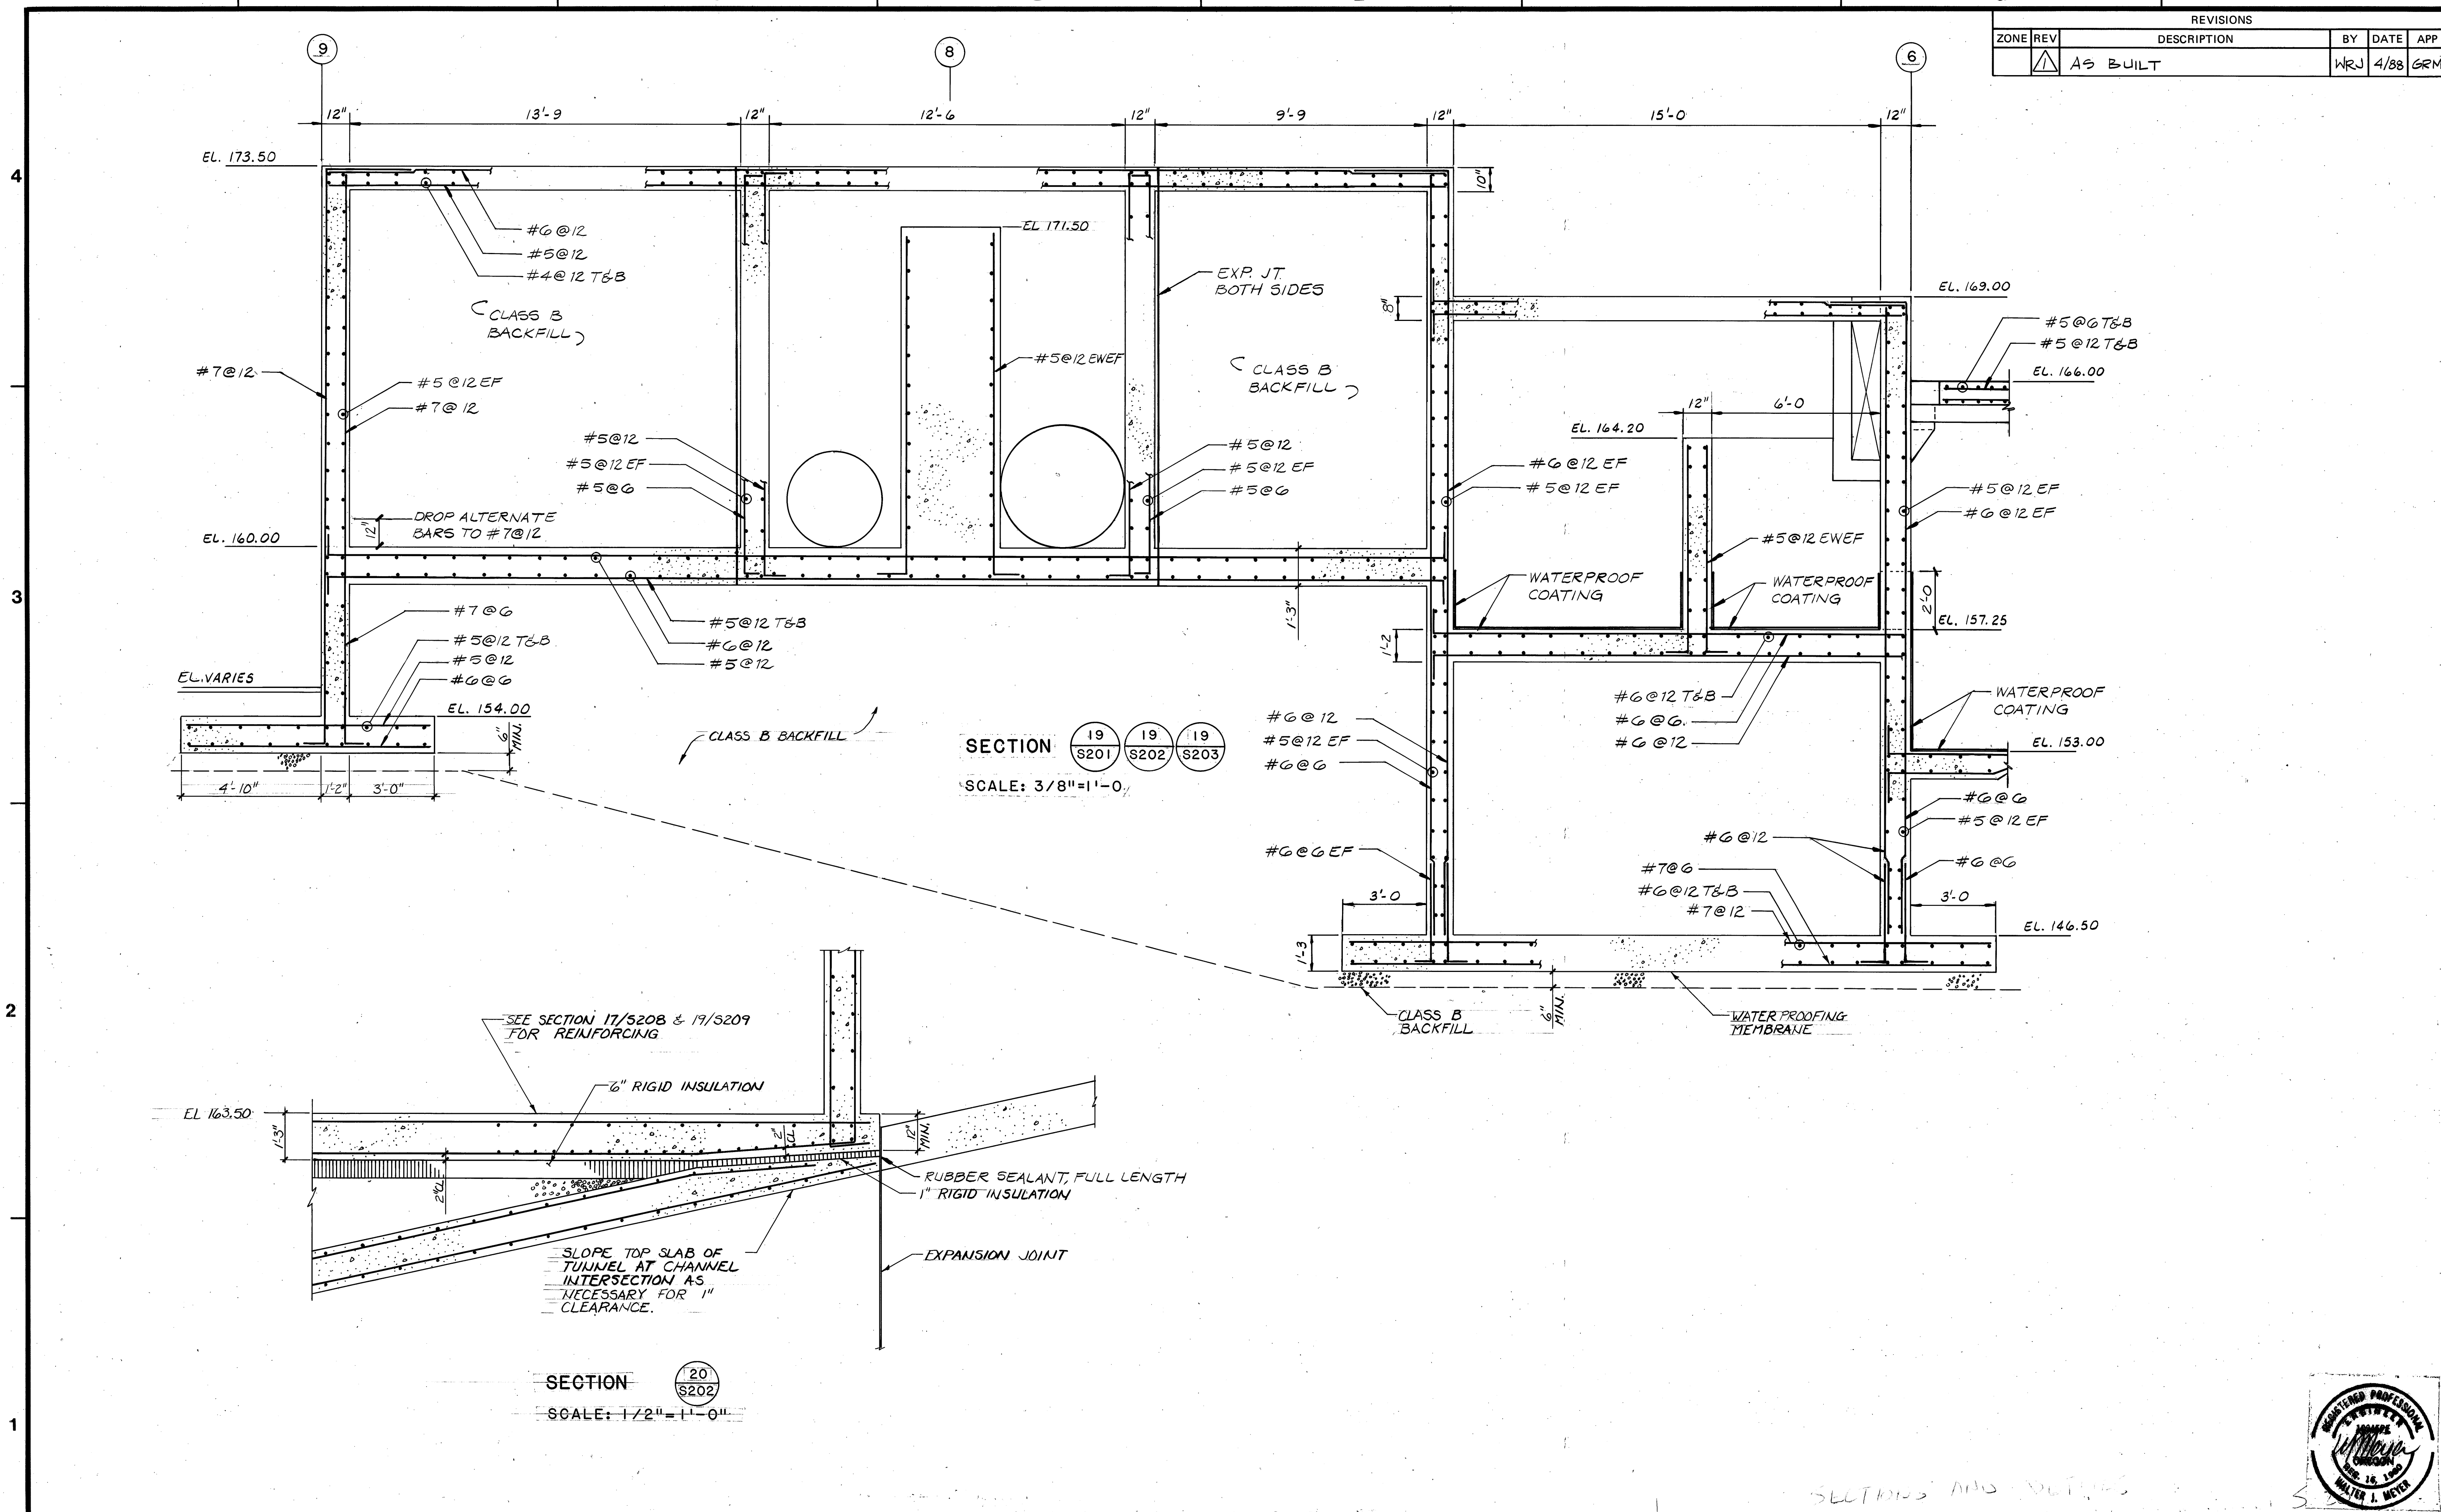 REVISIONS
ZONE REV DESCRIPTION BY DATE APP
1 AS BUILT WRJ 4/88 GRM
9
8
6
12" 13'-9 12" 12'-6 12" 9'-9 12" 15'-0 12"
EL. 173.50
4
10"
#6@12
#5@12
#4@12 T&B
EL 171.50
EXP. JT.
BOTH SIDES
CLASS B
BACKFILL
8"
EL. 169.00
#5@6 T&B
#5@12 T&B
EL. 166.00
#7@12
#5@12 EF
#7@12
#5@12 EWEF
CLASS B
BACKFILL
12" 6'-0
EL. 164.20
#5@12
#5@12 EF
#5@6
#5@12
#5@12 EF
#5@6
#6@12 EF
#5@12 EF
#5@12 EF
#6@12 EF
DROP ALTERNATE
BARS TO #7@12
12"
EL. 160.00
#5@12 EWEF
WATERPROOF
COATING
WATERPROOF
COATING
2'-0
3
#7@6
#5@12 T&B
#5@12
#6@6
#5@12 T&B
#6@12
#5@12
1'-3"
1'-2
EL. 157.25
EL. VARIES
EL. 154.00
6"
MIN.
4'-10" 1'-2" 3'-0"
CLASS B BACKFILL
SECTION 19 S201 19 S202 19 S203
SCALE: 3/8"=1'-0
#6@12
#5@12 EF
#6@6
#6@12 T&B
#6@6
#6@12
WATERPROOF
COATING
EL. 153.00
#6@6
#5@12 EF
#6@12
#6@6 EF
#6@6
#7@6
#6@12 T&B
#7@12
3'-0
3'-0
EL. 146.50
1'-3
2
CLASS B
BACKFILL
6"
MIN.
WATERPROOFING
MEMBRANE
SEE SECTION 17/S208 & 19/S209
FOR REINFORCING
6" RIGID INSULATION
EL 163.50
1'-3"
2"
CL.
12"
MIN.
2"CL.
RUBBER SEALANT, FULL LENGTH
1" RIGID INSULATION
SLOPE TOP SLAB OF
TUNNEL AT CHANNEL
INTERSECTION AS
NECESSARY FOR 1"
CLEARANCE.
EXPANSION JOINT
SECTION 20 S202
SCALE: 1/2"=1'-0"
1
REGISTERED PROFESSIONAL
ENGINEER
OREGON
WALTER J. MEYER
SECTIONS AND